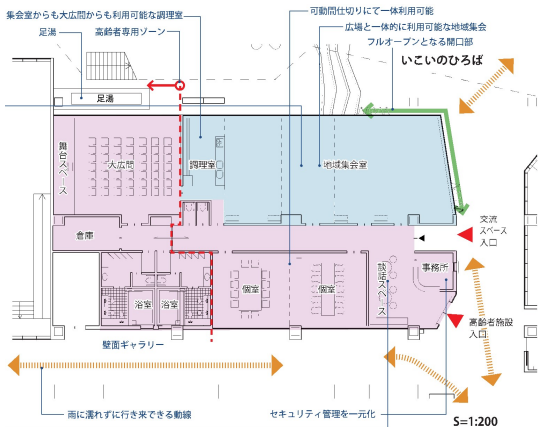 集会室からも大広間からも利用可能な調理室
可動間仕切りにて一体利用可能
足湯
高齢者専用ゾーン
広場と一体的に利用可能な地域集会
フルオープンとなる開口部
いこいのひろば
足湯
舞台スペース
大広間
調理室
地域集会室
倉庫
交流
スペース
入口
談話スペース
事務所
浴室
浴室
個室
個室
高齢者施設
入口
壁面ギャラリー
雨に濡れずに行き来できる動線
セキュリティ管理を一元化
S=1:200